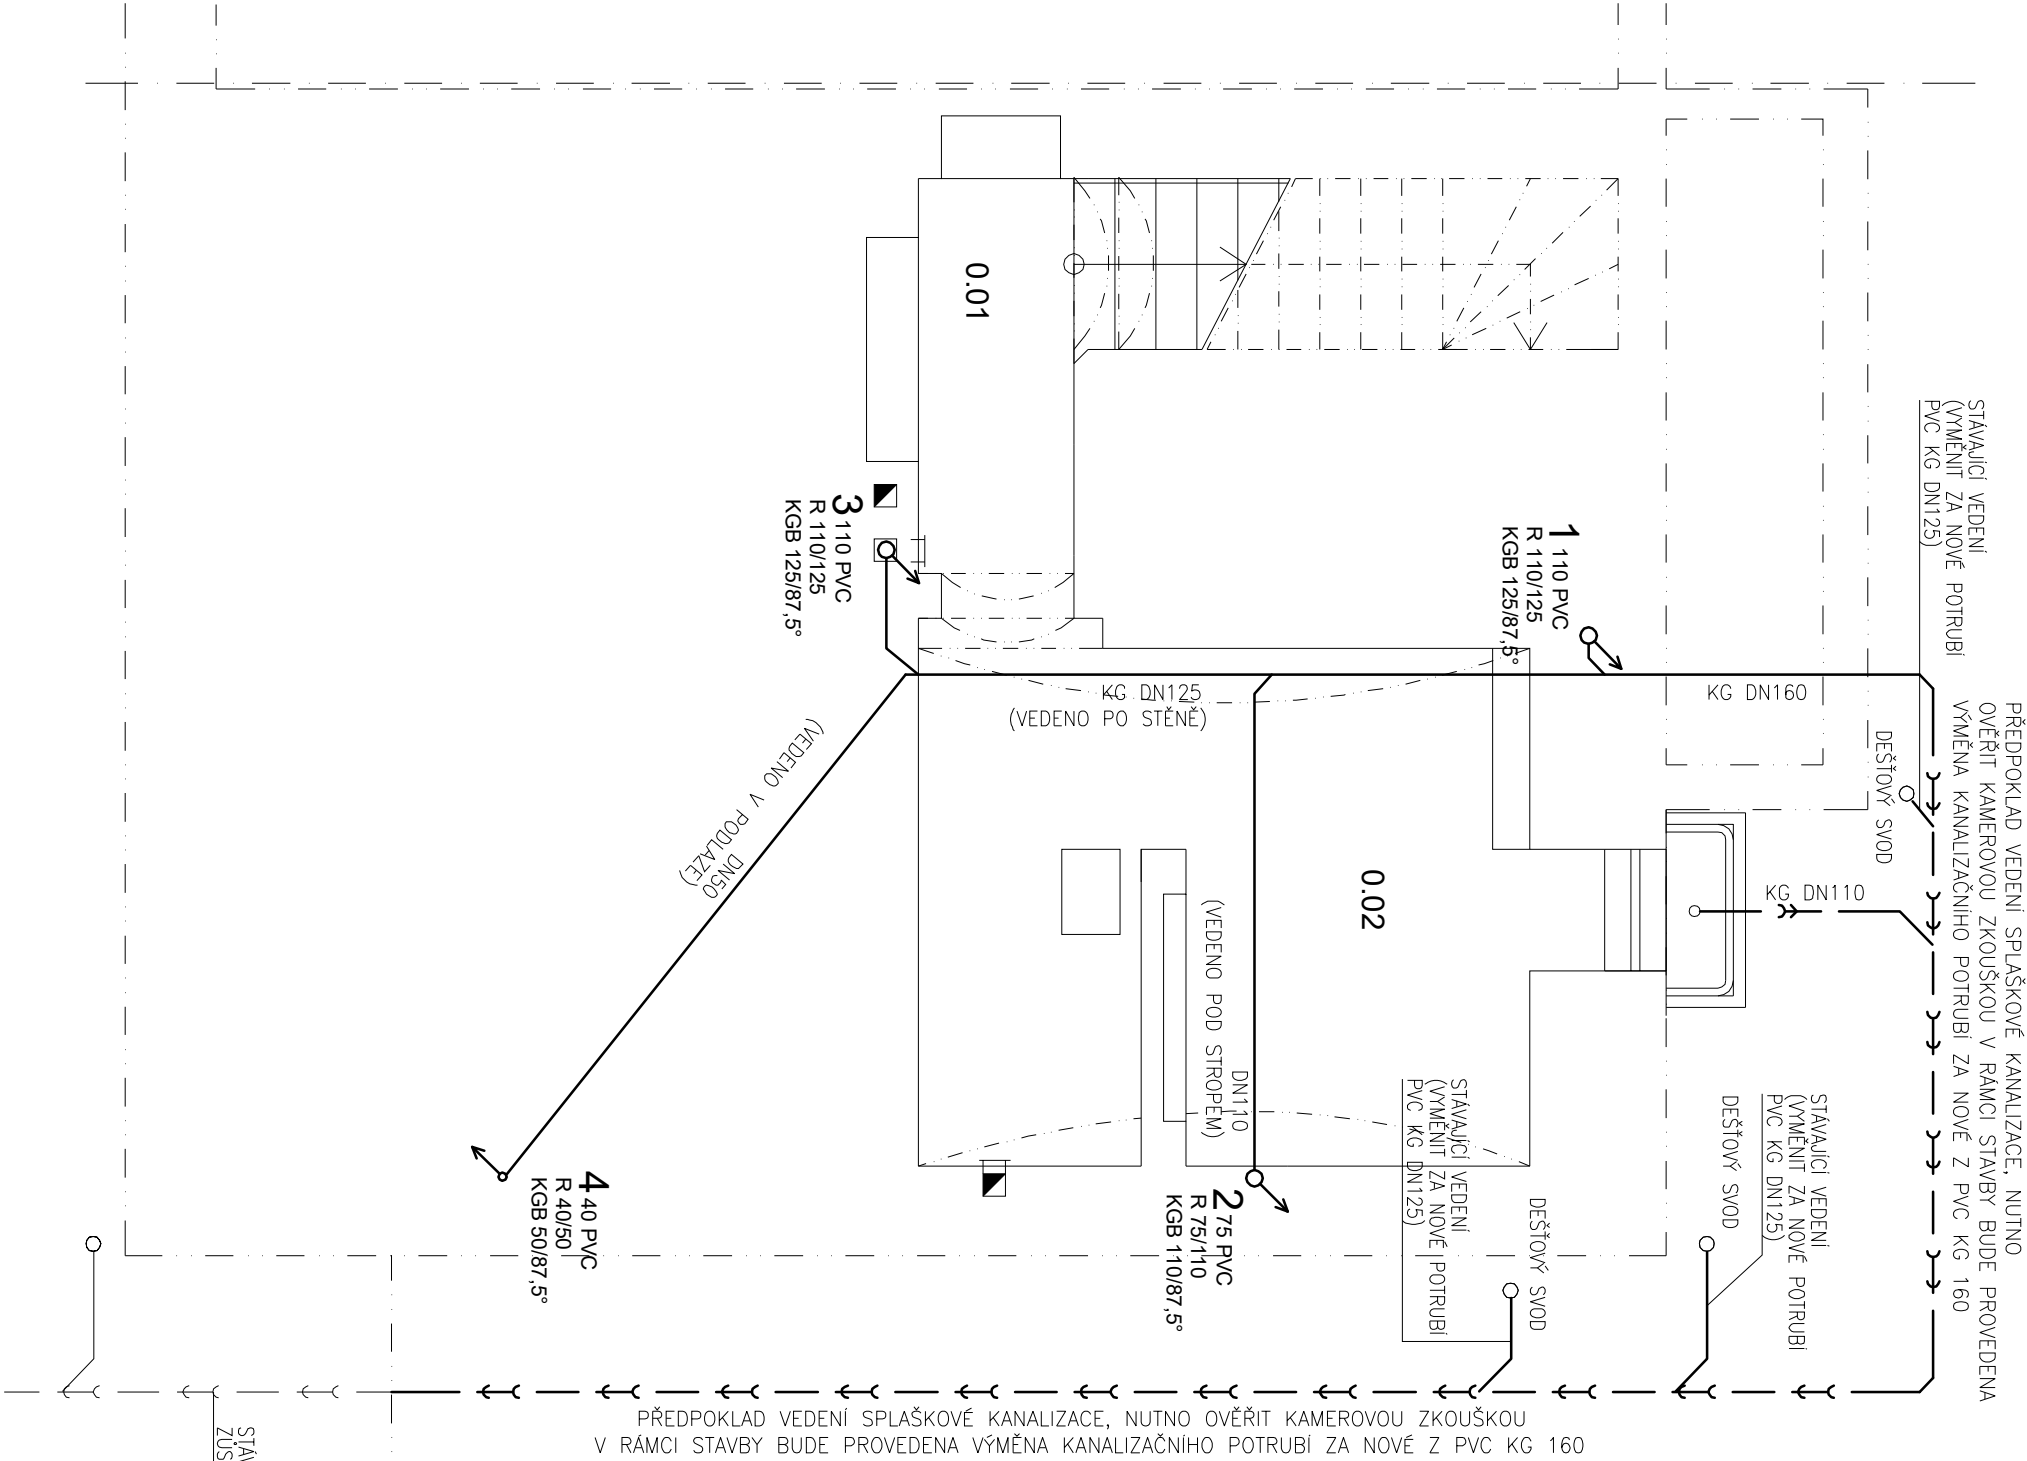 0.01
3 110 PVC
R 110/125
KGB 125/87,5°
1 110 PVC
R 110/125
KGB 125/87,5°
STÁVAJÍCÍ VEDENÍ
(VYMĚNIT ZA NOVÉ POTRUBÍ
PVC KG DN125)
KG DN125
(VEDENO PO STĚNĚ)
KG DN160
PŘEDPOKLAD VEDENÍ SPLAŠKOVÉ KANALIZACE, NUTNO
OVĚŘIT KAMEROVOU ZKOUŠKOU V RÁMCI STAVBY BUDE PROVEDENA
VÝMĚNA KANALIZAČNÍHO POTRUBÍ ZA NOVÉ Z PVC KG 160
DEŠŤOVÝ SVOD
DN50
(VEDENO V PODLAZE)
0.02
KG DN110
DN110
(VEDENO POD STROPEM)
STÁVAJÍCÍ VEDENÍ
(VYMĚNIT ZA NOVÉ POTRUBÍ
PVC KG DN125)
DEŠŤOVÝ SVOD
STÁVAJÍCÍ VEDENÍ
(VYMĚNIT ZA NOVÉ POTRUBÍ
PVC KG DN125)
DEŠŤOVÝ SVOD
4 40 PVC
R 40/50
KGB 50/87,5°
2 75 PVC
R 75/110
KGB 110/87,5°
PŘEDPOKLAD VEDENÍ SPLAŠKOVÉ KANALIZACE, NUTNO OVĚŘIT KAMEROVOU ZKOUŠKOU
V RÁMCI STAVBY BUDE PROVEDENA VÝMĚNA KANALIZAČNÍHO POTRUBÍ ZA NOVÉ Z PVC KG 160